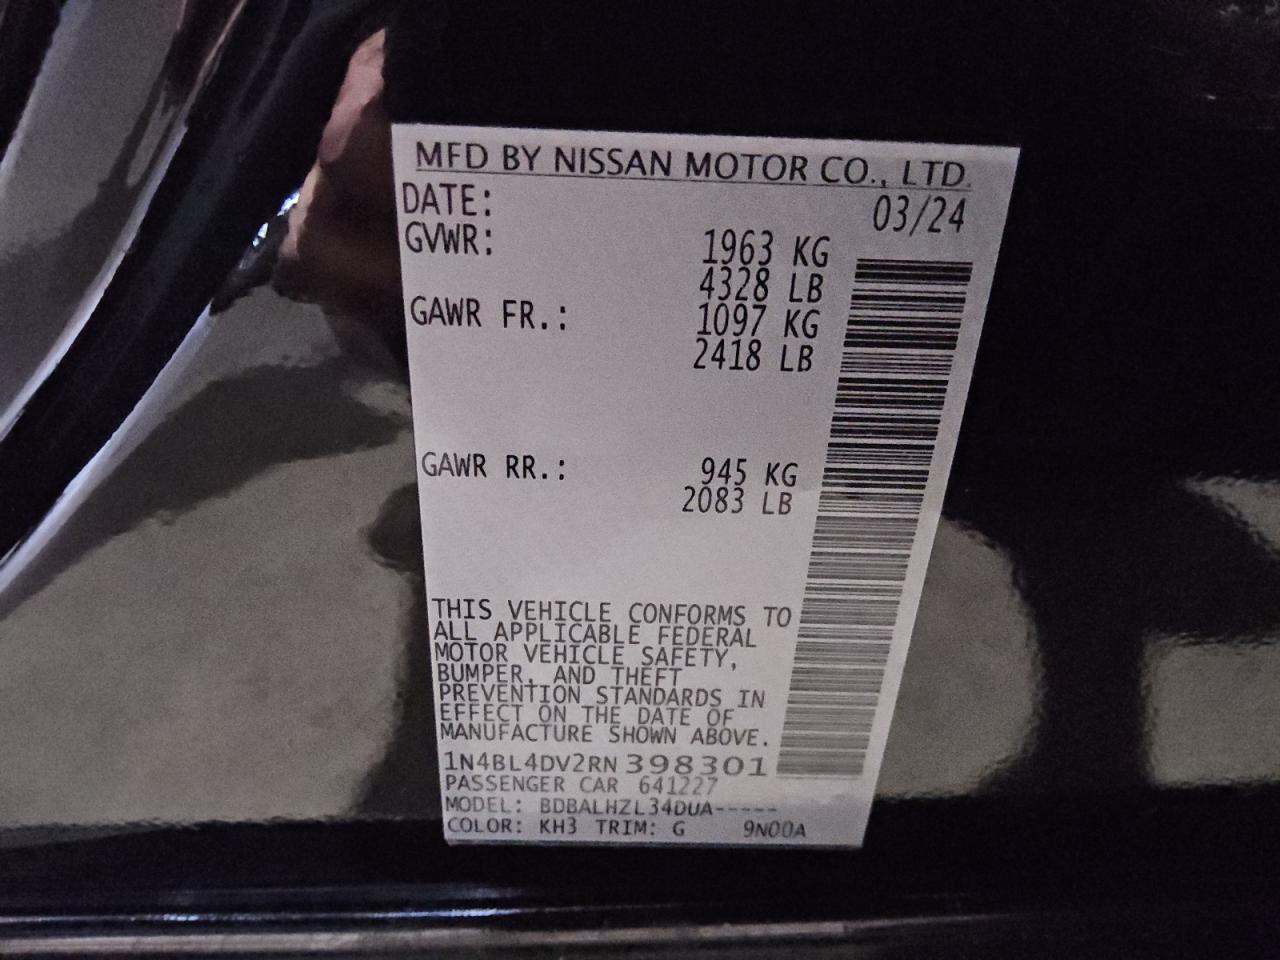 MFD BY NISSAN MOTOR CO., LTD.
DATE: 03/24
GVWR: 1963 KG
4328 LB
GAWR FR.: 1097 KG
2418 LB
GAWR RR.: 945 KG
2083 LB
THIS VEHICLE CONFORMS TO
ALL APPLICABLE FEDERAL
MOTOR VEHICLE SAFETY,
BUMPER, AND THEFT
PREVENTION STANDARDS IN
EFFECT ON THE DATE OF
MANUFACTURE SHOWN ABOVE.
1N4BL4DV2RN 398301
PASSENGER CAR 641227
MODEL: BDBALHZL34DUA-----
COLOR: KH3 TRIM: G 9N00A